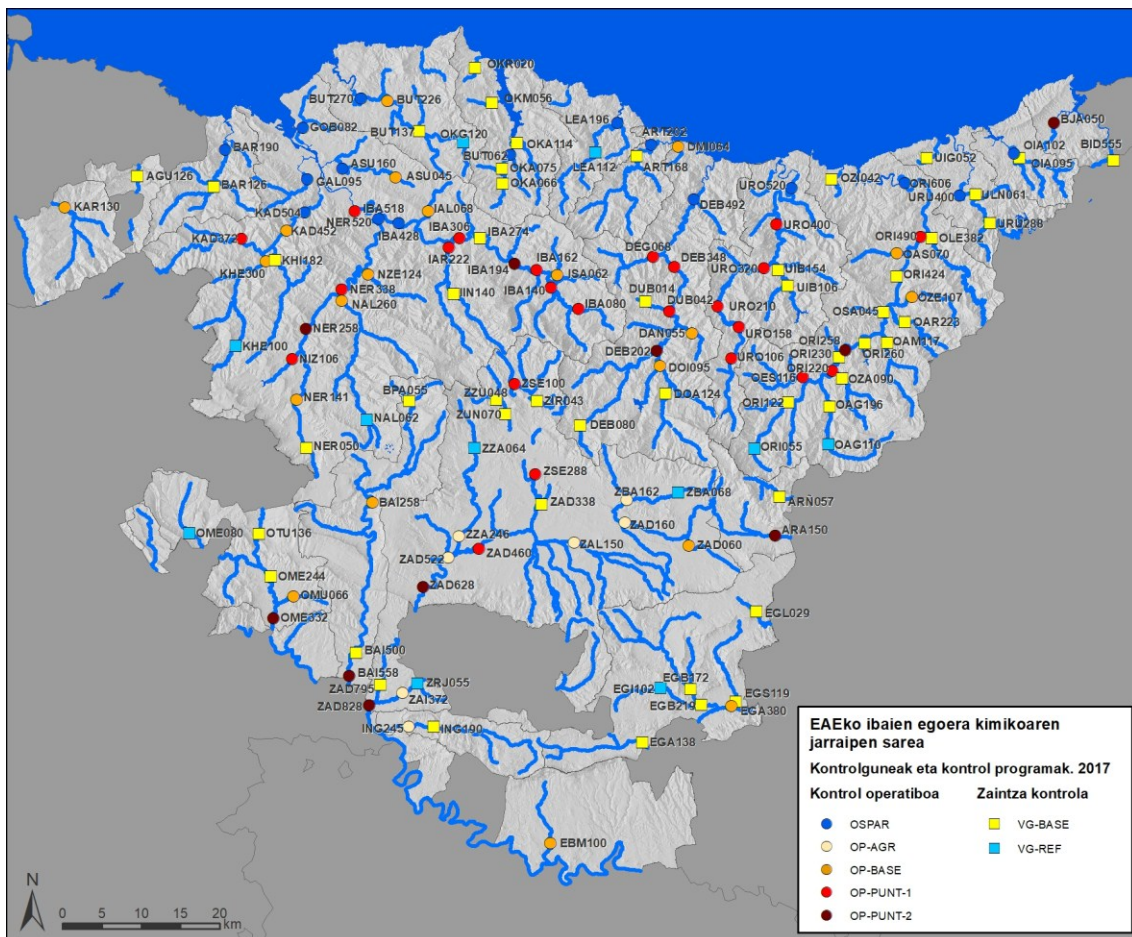 OKR020
BUT270
BUT226
OKM056
GOB082
BUT137
OKG120
LEA196
ART202
BJA050
BAR190
OKA114
DMI064
OIA102
BID555
BUT062
LEA112
ART168
UIG052
OIA095
ASU160
OKA075
AGU126
BAR126
GAL095
ASU045
OKA066
URO520
OZI042
ORI606
KAR130
URU400
ULN061
KAD504
NER520
IBA518
IAL068
DEB492
IBA428
IBA306
IBA274
URO400
ORI490
URU288
KAD372
KAD452
OLE382
IAR222
DEG068
OAS070
KHE300
KHI182
IBA194
IBA162
DEB348
URO320
UIB154
NZE124
ISA062
ORI424
IIN140
IBA140
DUB014
UIB106
OZE107
NER338
NAL260
IBA080
DUB042
URO210
OSA045
OAR223
NER258
DAN055
URO158
KHE100
ORI258
OAM117
NIZ106
DEB202
DOI095
URO106
ORI230
ORI260
ORI220
OES116
OZA090
ZSE100
NER141
BPA055
ZZU048
ZIR043
DOA124
ORI122
OAG196
NAL062
ZUN070
DEB080
NER050
ZZA064
ORI055
OAG110
ZSE288
BAI258
ZAD338
ZBA162
ZBA068
ARÑ057
OME080
OTU136
ZZA246
ZAD160
ARA150
ZAD460
ZAL150
ZAD060
ZAD522
OME244
ZAD628
OMU066
OME332
EGL029
BAI500
BAI558
ZAD795
ZRJ055
EGI102
EGB172
EGS119
ZAI372
ZAD828
EGB219
EGA380
ING245
ING190
EGA138
EBM100
EAEko ibaien egoera kimikoaren
jarraipen sarea
Kontrolguneak eta kontrol programak. 2017
Kontrol operatiboa
Zaintza kontrola
OSPAR
VG-BASE
OP-AGR
VG-REF
OP-BASE
OP-PUNT-1
OP-PUNT-2
N
0 5 10 15 20
km